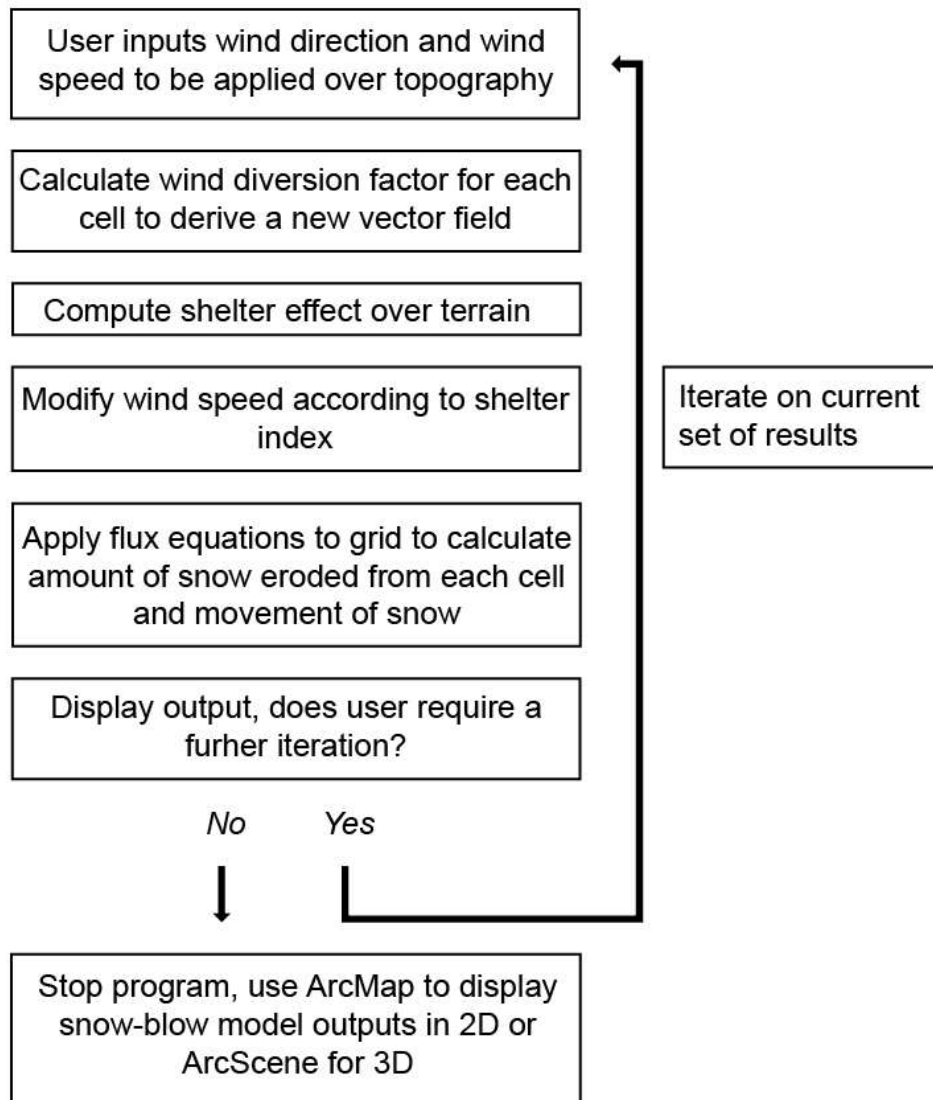 User inputs wind direction and wind
speed to be applied over topography
Calculate wind diversion factor for each
cell to derive a new vector field
Compute shelter effect over terrain
Modify wind speed according to shelter
index
Iterate on current
set of results
Apply flux equations to grid to calculate
amount of snow eroded from each cell
and movement of snow
Display output, does user require a
furher iteration?
No Yes
Stop program, use ArcMap to display
snow-blow model outputs in 2D or
ArcScene for 3D